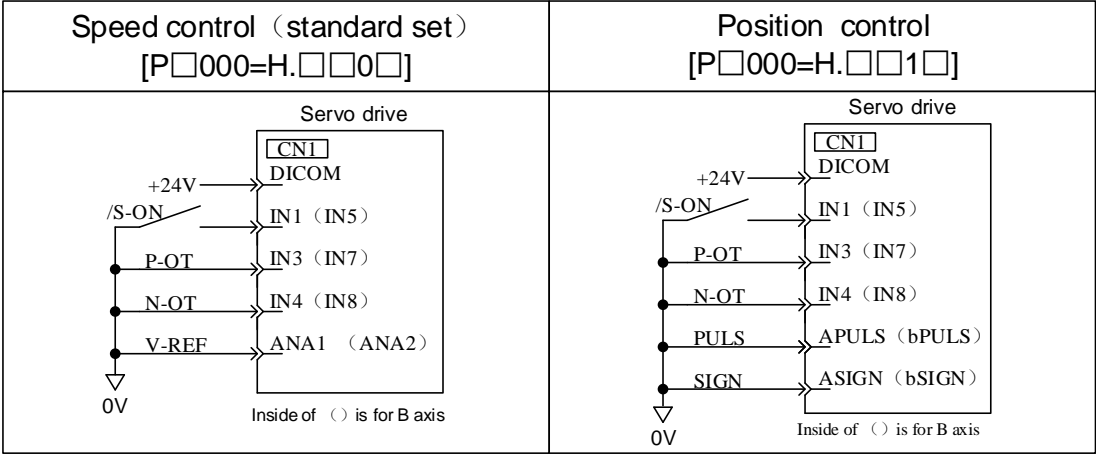 Speed control（standard set）
[P□000=H.□□0□]
Position control
[P□000=H.□□1□]
Servo drive
CN1
DICOM
+24V
/S-ON
IN1（IN5）
P-OT
IN3（IN7）
N-OT
IN4（IN8）
V-REF
ANA1 （ANA2）
0V
Inside of （）is for B axis
Servo drive
CN1
DICOM
+24V
/S-ON
IN1（IN5）
P-OT
IN3（IN7）
N-OT
IN4（IN8）
PULS
APULS（bPULS）
SIGN
ASIGN（bSIGN）
0V
Inside of （）is for B axis